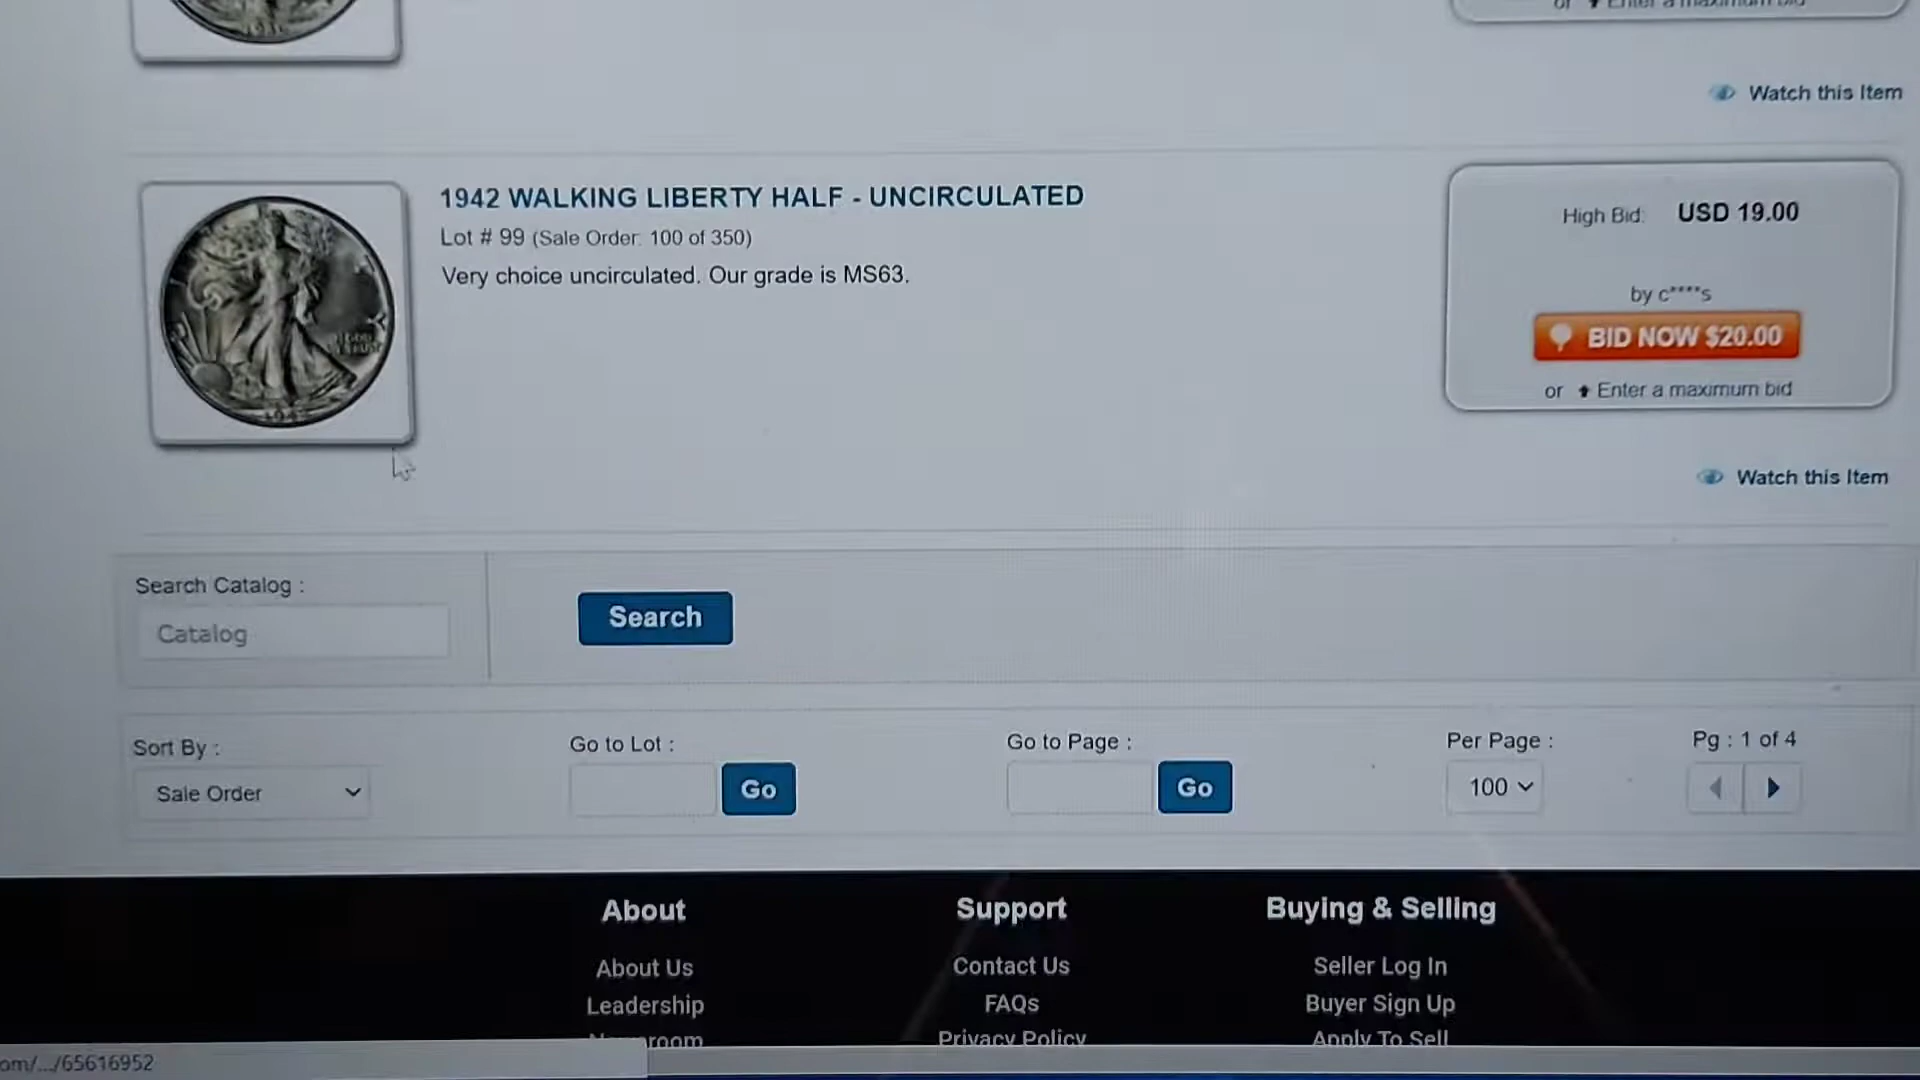 or Enter a maximum bid
Watch this Item
1942 WALKING LIBERTY HALF - UNCIRCULATED
Lot # 99 (Sale Order: 100 of 350)
Very choice uncirculated. Our grade is MS63.
High Bid: USD 19.00
by c****s
BID NOW $20.00
or Enter a maximum bid
Watch this Item
Search Catalog :
Catalog
Search
Sort By :
Sale Order
Go to Lot :
Go
Go to Page :
Go
Per Page :
100
Pg : 1 of 4
About
About Us
Leadership
Support
Contact Us
FAQs
Privacy Policy
Buying & Selling
Seller Log In
Buyer Sign Up
Apply To Sell
om/.../65616952